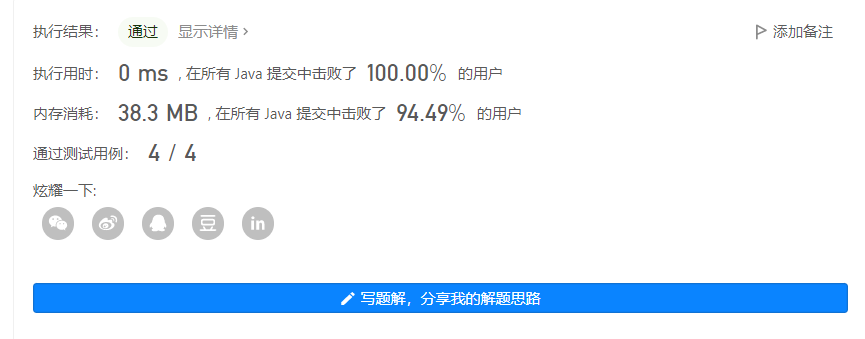 执行结果： 通过 显示详情 › 添加备注
执行用时： 0 ms , 在所有 Java 提交中击败了 100.00% 的用户
内存消耗： 38.3 MB , 在所有 Java 提交中击败了 94.49% 的用户
通过测试用例： 4 / 4
炫耀一下:
豆 in
写题解，分享我的解题思路